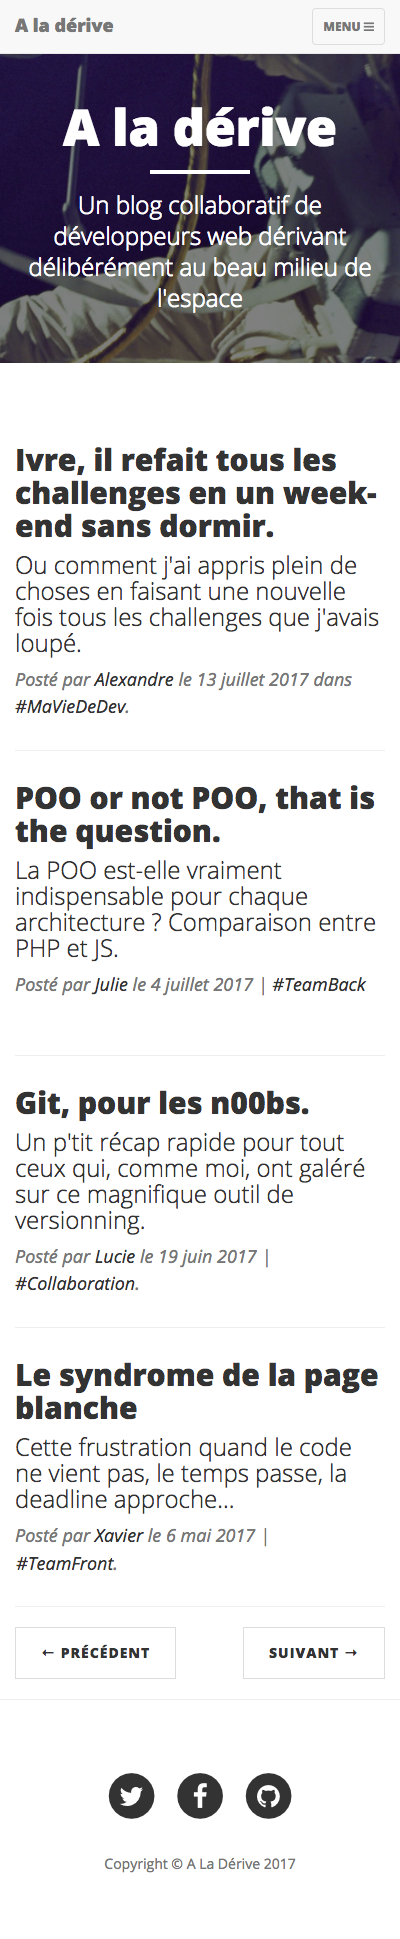 A la dérive
MENU
A la dérive
Un blog collaboratif de
développeurs web dérivant
délibérément au beau milieu de
l'espace
Ivre, il refait tous les
challenges en un week-
end sans dormir.
Ou comment j'ai appris plein de
choses en faisant une nouvelle
fois tous les challenges que j'avais
loupé.
Posté par Alexandre le 13 juillet 2017 dans
#MaVieDeDev.
POO or not POO, that is
the question.
La POO est-elle vraiment
indispensable pour chaque
architecture ? Comparaison entre
PHP et JS.
Posté par Julie le 4 juillet 2017 | #TeamBack
Git, pour les n00bs.
Un p'tit récap rapide pour tout
ceux qui, comme moi, ont galéré
sur ce magnifique outil de
versionning.
Posté par Lucie le 19 juin 2017 |
#Collaboration.
Le syndrome de la page
blanche
Cette frustration quand le code
ne vient pas, le temps passe, la
deadline approche...
Posté par Xavier le 6 mai 2017 |
#TeamFront.
← PRÉCÉDENT
SUIVANT →
Copyright © A La Dérive 2017